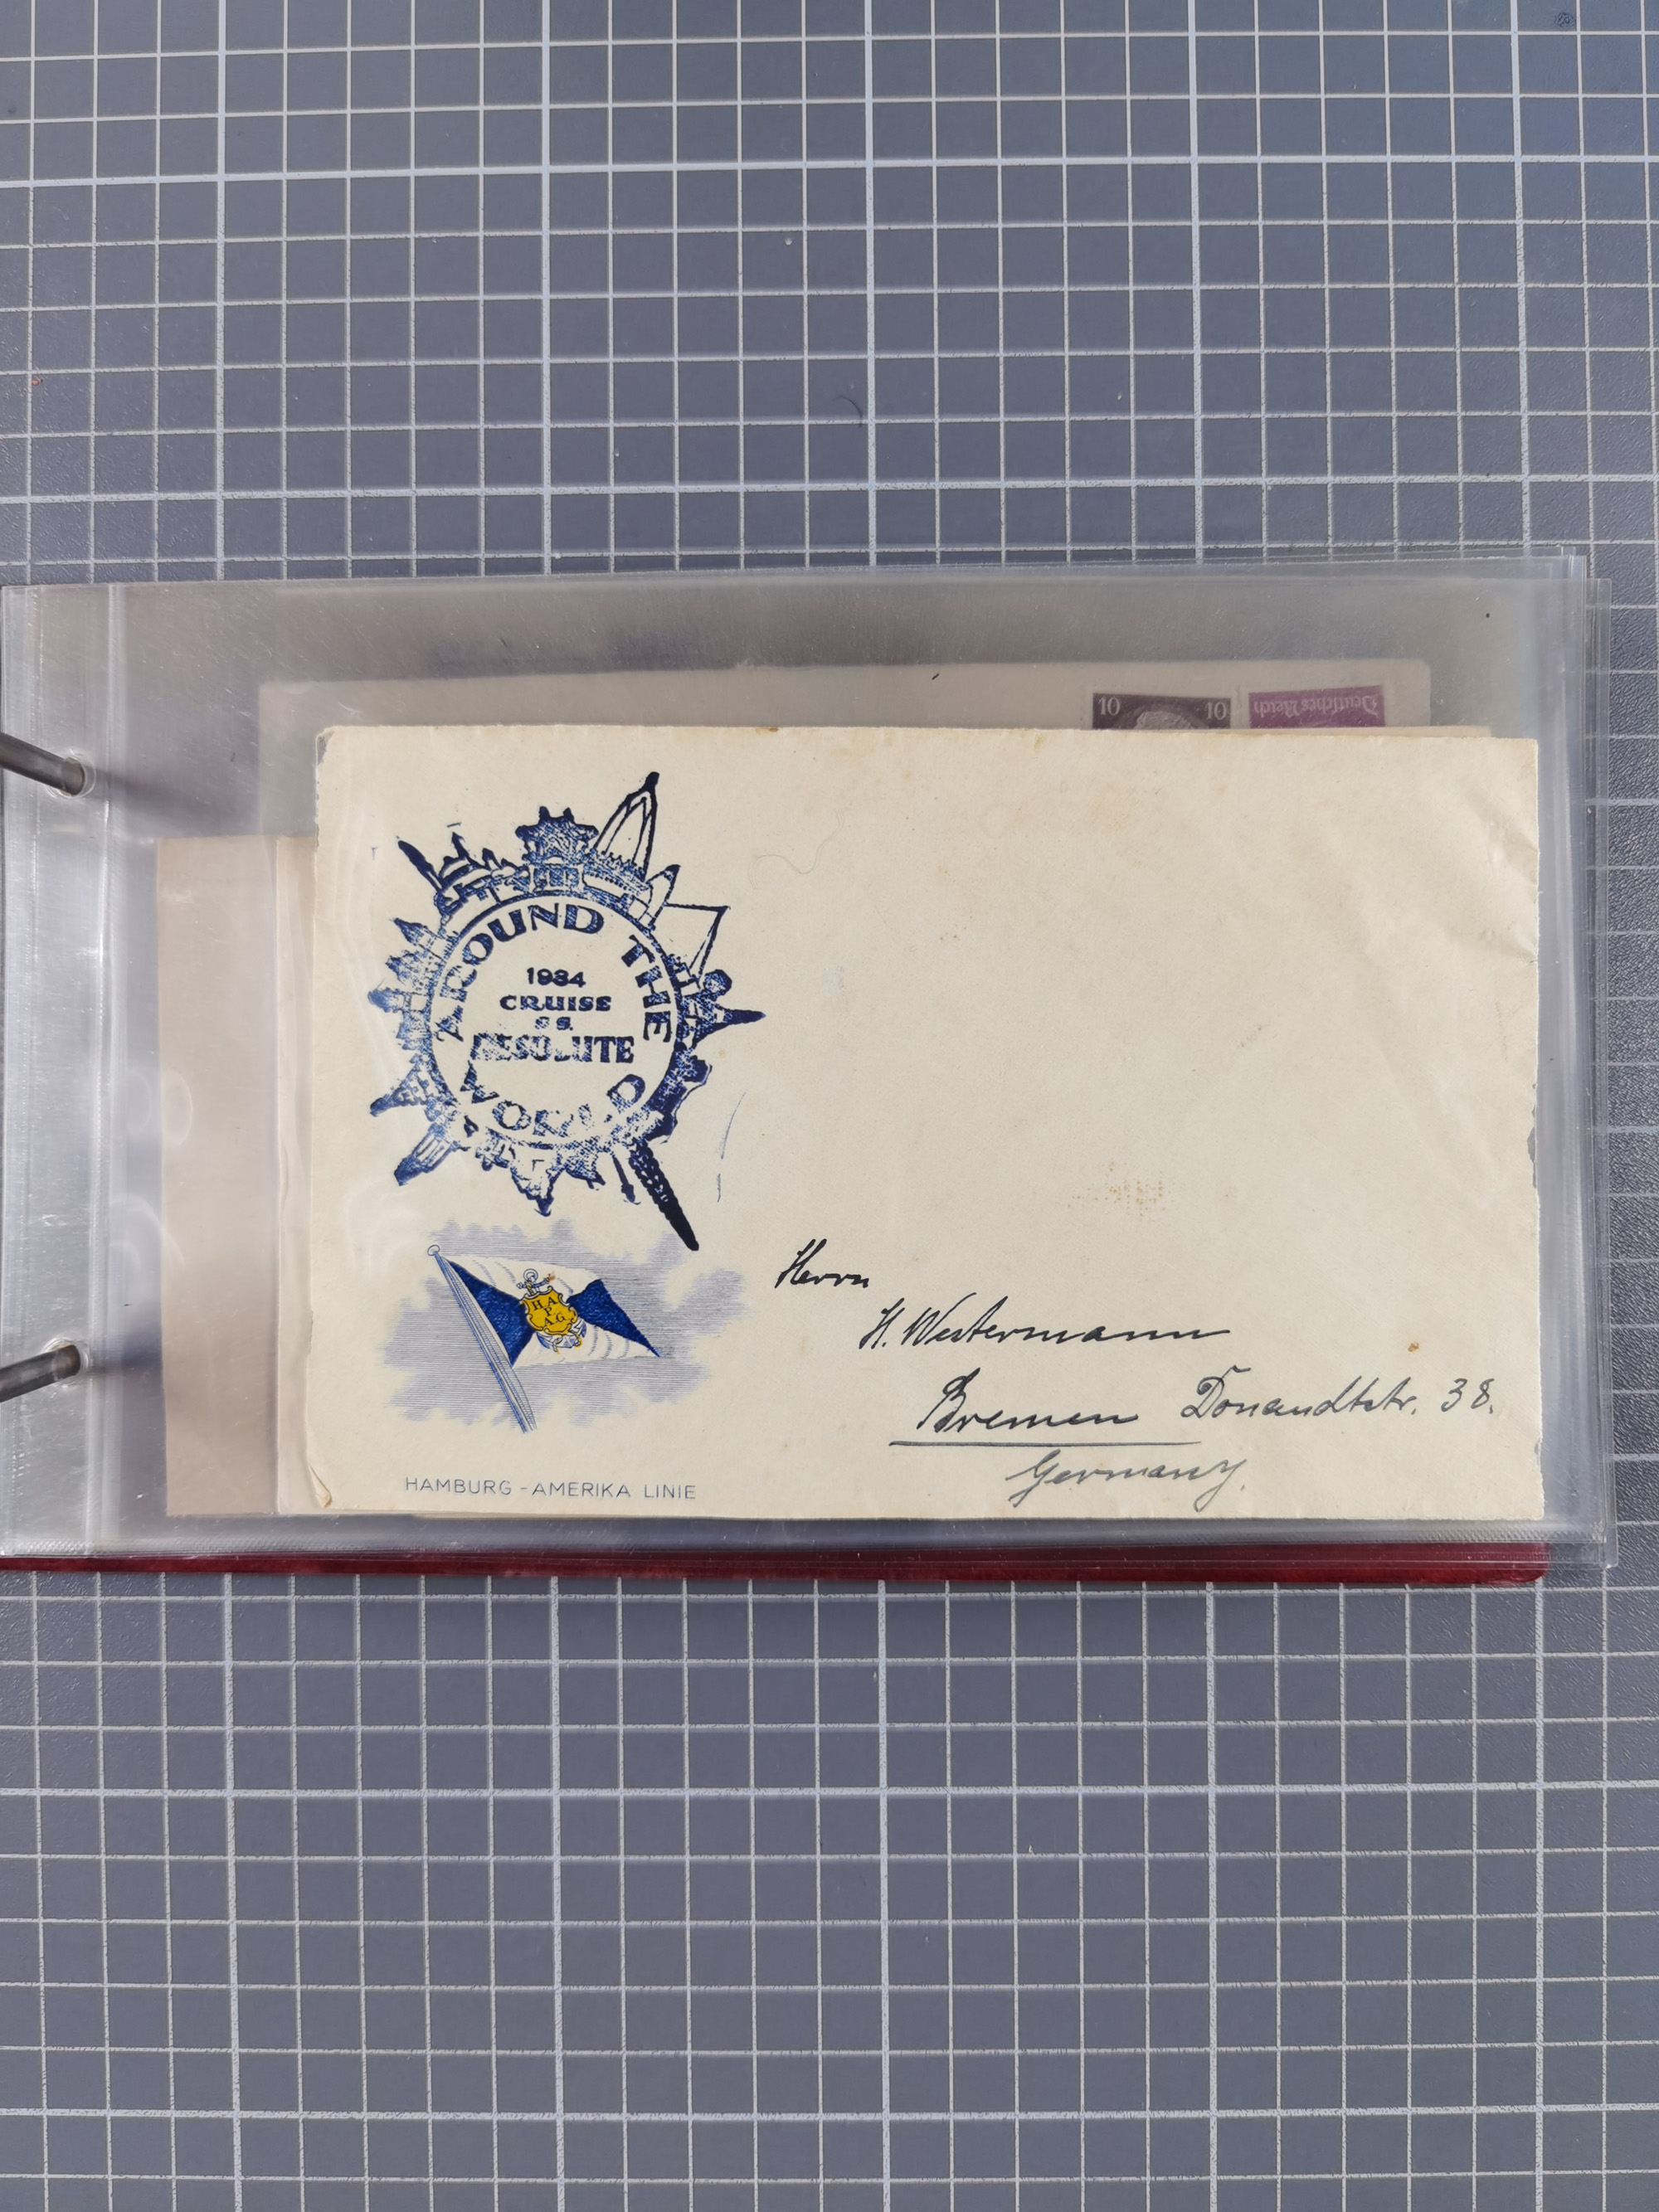 10 10
Deutsches Reich
AROUND THE
1934
CRUISE
SS.
RESOLUTE
WORLD
HAPAG
HAMBURG - AMERIKA LINIE
Herrn
H. Westermann
Bremen Donandtstr. 38.
Germany.